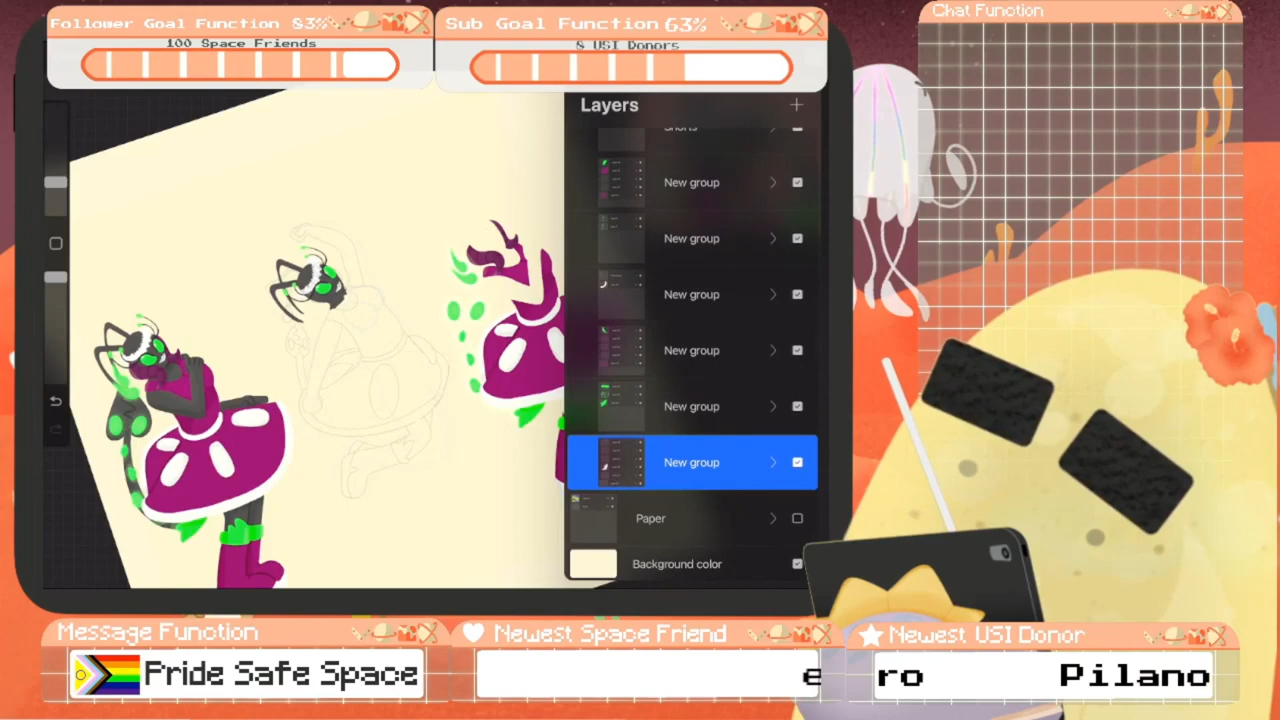 Follower Goal Function 83%
100 Space Friends
Sub Goal Function 63%
8 USI Donors
Chat Function
Layers
Shorts
New group
New group
New group
New group
New group
New group
Paper
Background color
Message Function
Pride Safe Space
Newest Space Friend
e
Newest USI Donor
ro Pilano